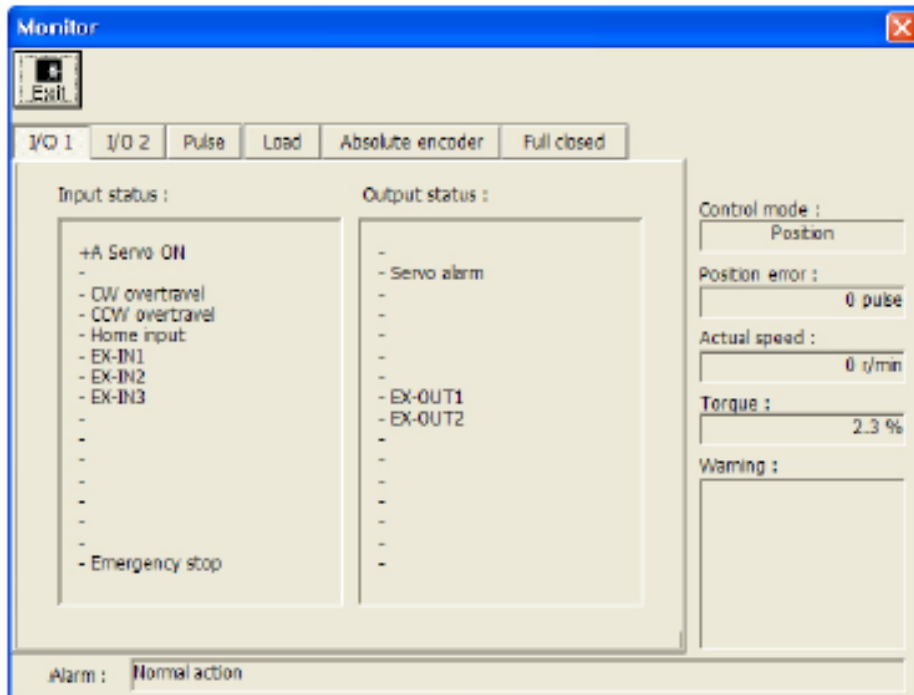 Monitor
Exit
I/O 1 I/O 2 Pulse Load Absolute encoder Full closed
Input status :
+A Servo ON
-
- CW overtravel
- CCW overtravel
- Home input
- EX-IN1
- EX-IN2
- EX-IN3
-
-
-
-
-
-
-
- Emergency stop
Output status :
-
- Servo alarm
-
-
-
-
-
- EX-OUT1
- EX-OUT2
-
-
-
-
-
-
-
Control mode :
Position
Position error :
0 pulse
Actual speed :
0 r/min
Torque :
2.3 %
Warning :
Alarm : Normal action